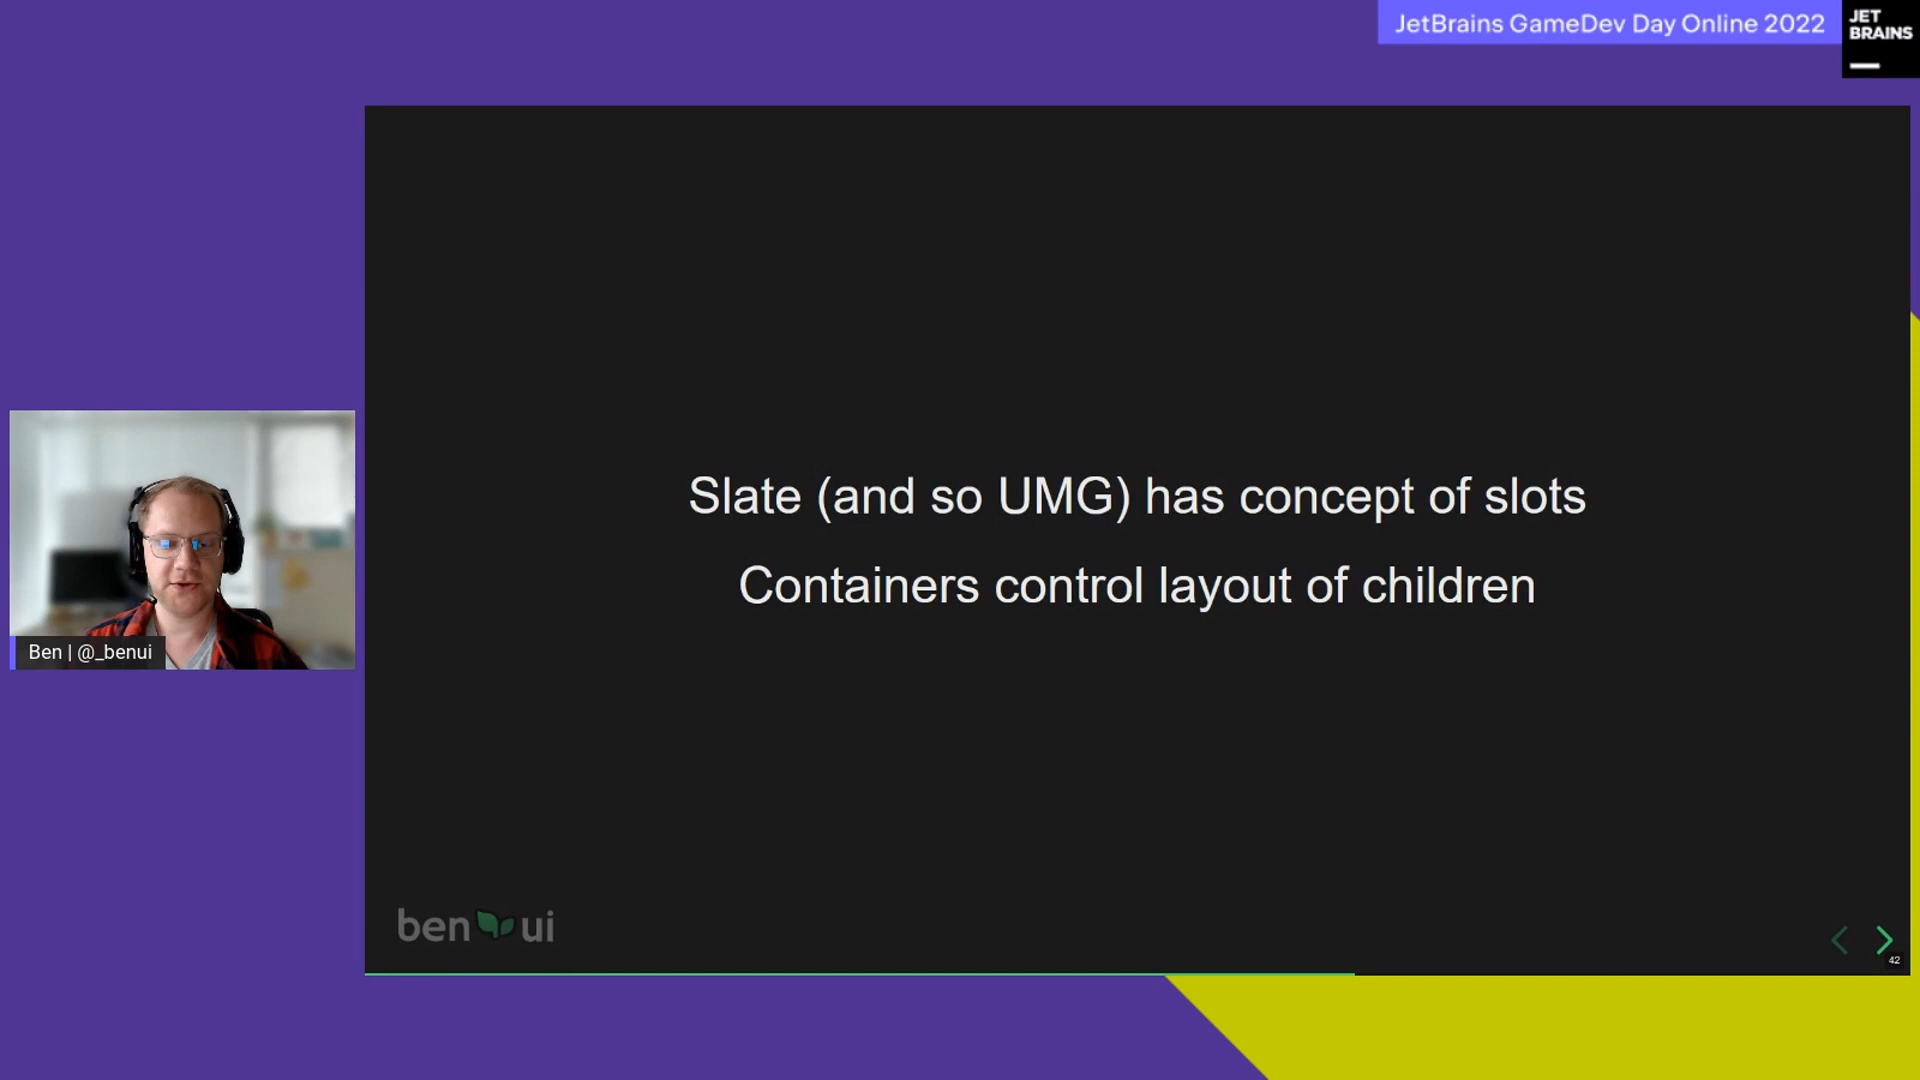 JetBrains GameDev Day Online 2022
JET
BRAINS
Slate (and so UMG) has concept of slots
Containers control layout of children
Ben | @_benui
ben ui
42